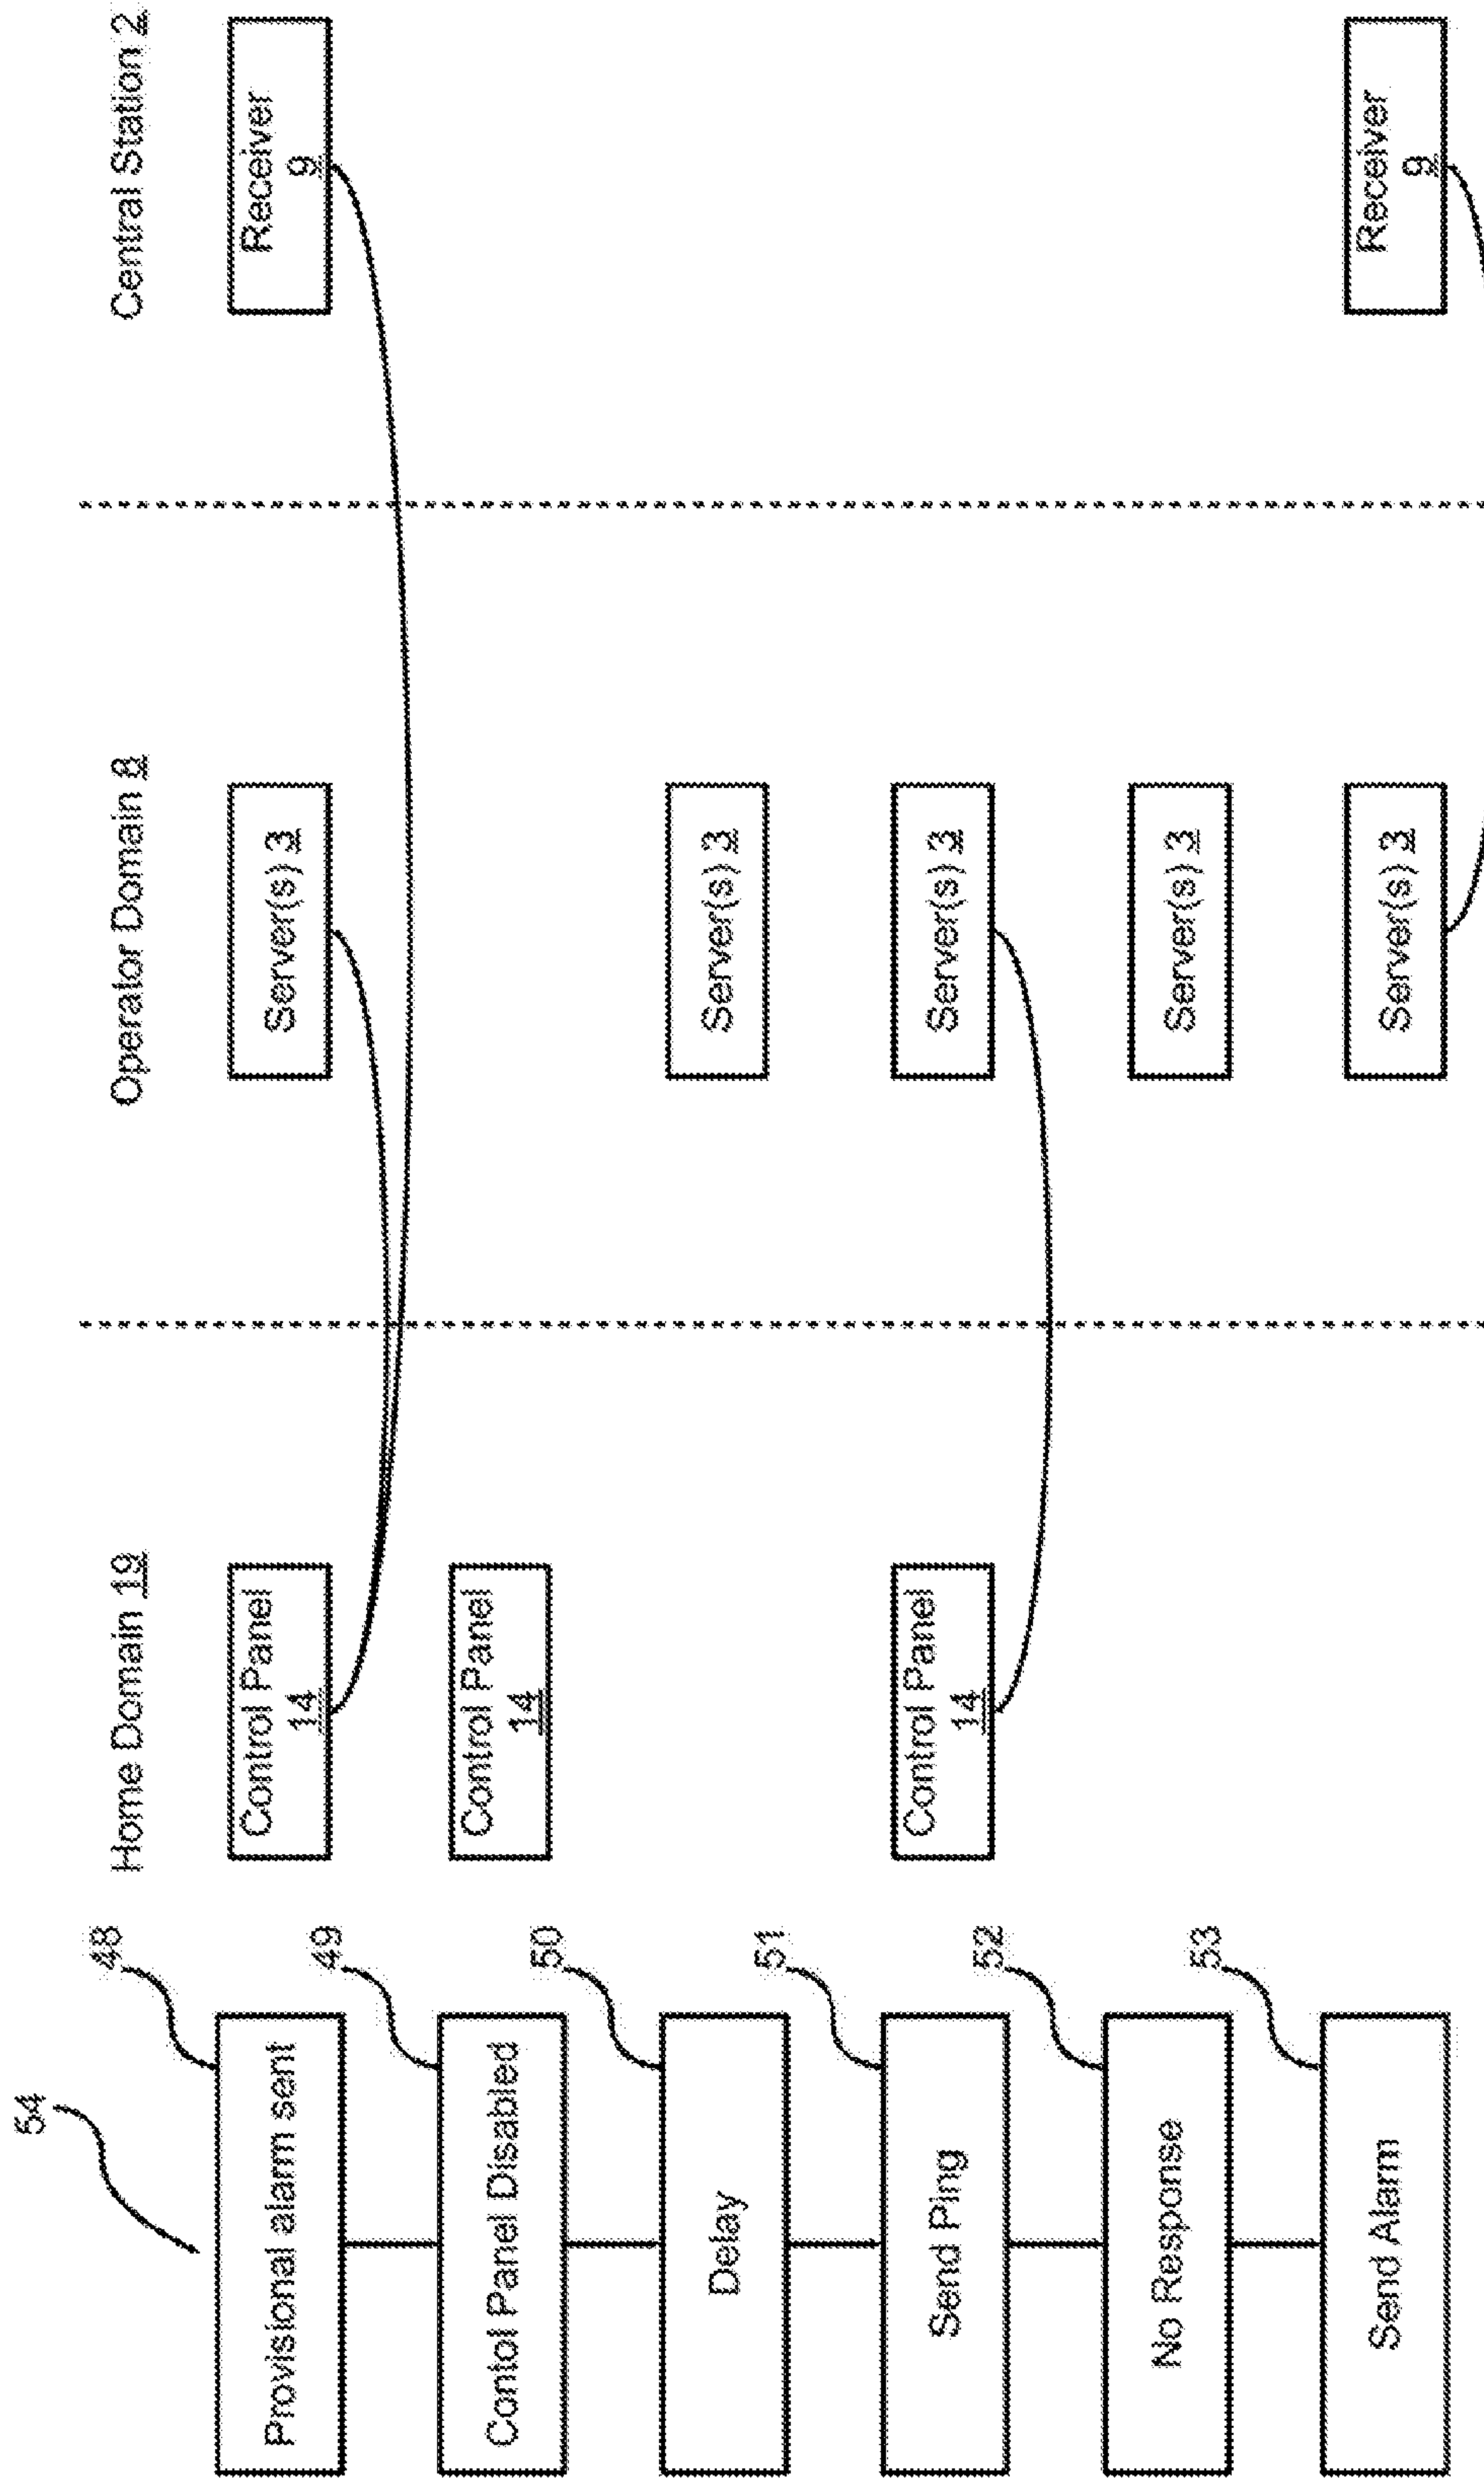 54
Home Domain 19
Operator Domain 8
Central Station 2
48
Provisional alarm sent
Control Panel
14
Server(s) 3
Receiver
9
49
Contol Panel Disabled
Control Panel
14
50
Delay
Server(s) 3
51
Send Ping
Control Panel
14
Server(s) 3
52
No Response
Server(s) 3
53
Send Alarm
Server(s) 3
Receiver
9